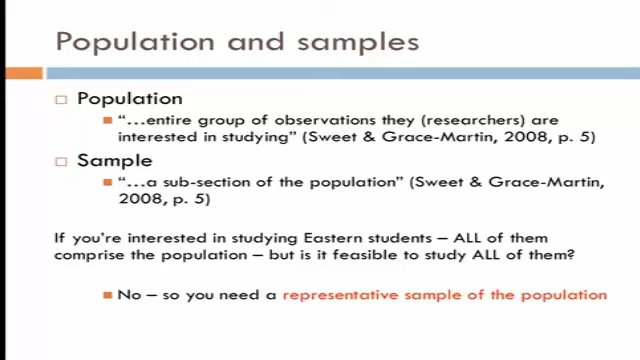 Population and samples
Population
"…entire group of observations they (researchers) are
interested in studying" (Sweet & Grace-Martin, 2008, p. 5)
Sample
"…a sub-section of the population" (Sweet & Grace-Martin,
2008, p. 5)
If you're interested in studying Eastern students – ALL of them
comprise the population – but is it feasible to study ALL of them?
No – so you need a representative sample of the population